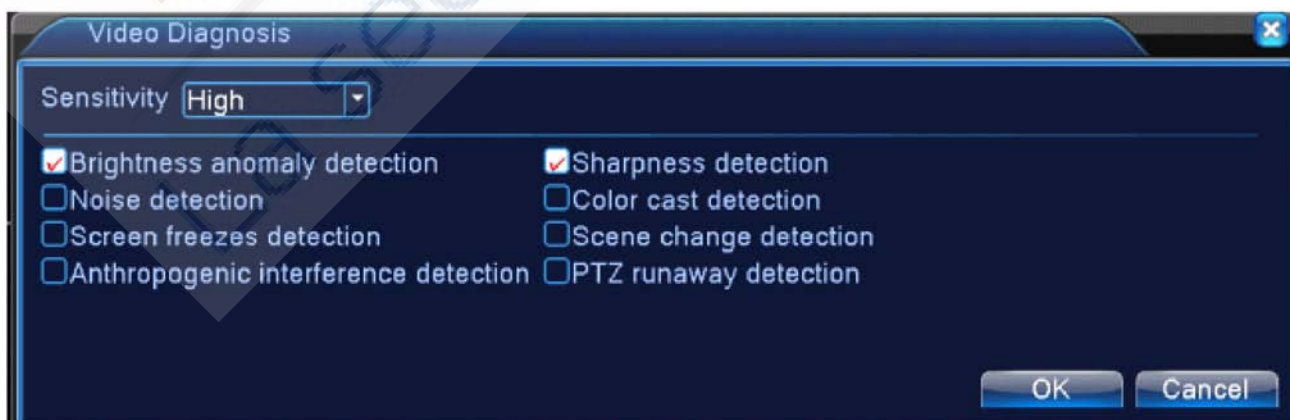 Video Diagnosis
Sensitivity High
Brightness anomaly detection Sharpness detection
Noise detection Color cast detection
Screen freezes detection Scene change detection
Anthropogenic interference detection PTZ runaway detection
OK Cancel